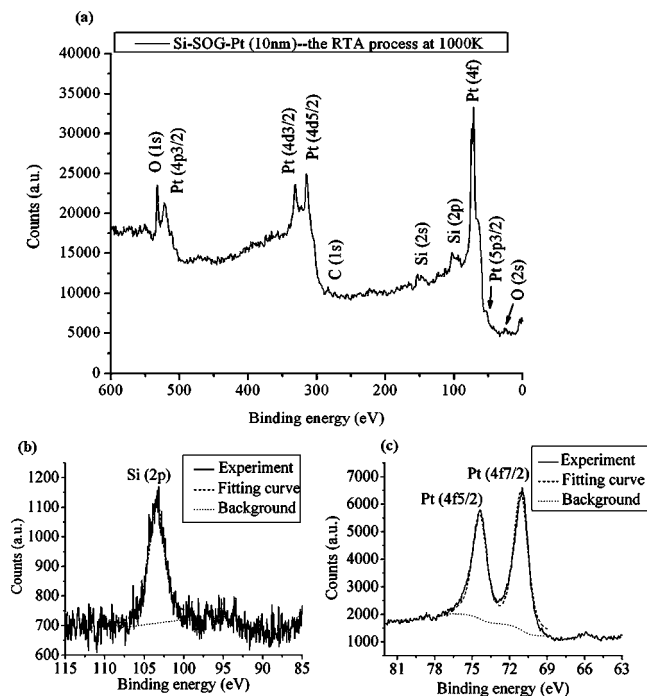 (a)
Si-SOG-Pt (10nm)--the RTA process at 1000K
Counts (a.u.)
40000
35000
30000
25000
20000
15000
10000
5000
0
O (1s)
Pt (4p3/2)
Pt (4d3/2)
Pt (4d5/2)
C (1s)
Si (2s)
Si (2p)
Pt (4f)
Pt (5p3/2)
O (2s)
600 500 400 300 200 100 0
Binding energy (eV)
(b)
Si (2p)
Experiment
Fitting curve
Background
Counts (a.u.)
1200
1100
1000
900
800
700
600
115 110 105 100 95 90 85
Binding energy (eV)
(c)
Pt (4f7/2)
Pt (4f5/2)
Experiment
Fitting curve
Background
Counts (a.u.)
7000
6000
5000
4000
3000
2000
1000
81 78 75 72 69 66 63
Binding energy (eV)